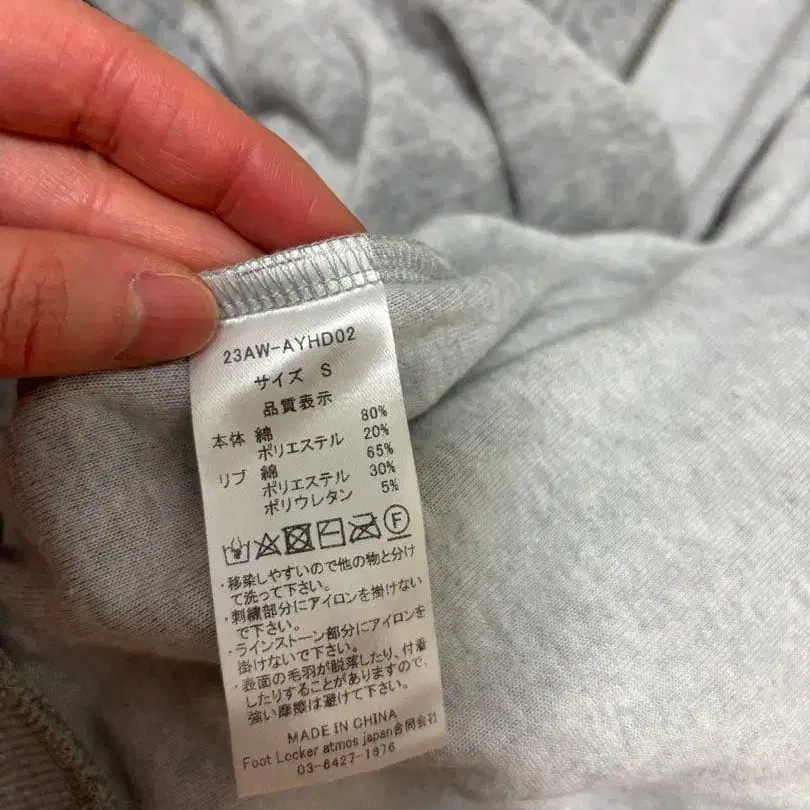 23AW-AYHD02
サイズ S
品質表示
本体 綿 80%
ポリエステル 20%
リブ 綿 65%
ポリエステル 30%
ポリウレタン 5%
F
・移染しやすいので他の物と分け
て洗って下さい。
・刺繍部分にアイロンを掛けない
で下さい。
・ラインストーン部分にアイロンを
掛けないで下さい。
・表面の毛羽が脱落したり、付着
したりすることがありますので、
強い摩擦は避けて下さい。
MADE IN CHINA
Foot Locker atmos japan合同会社
03-6427-1876